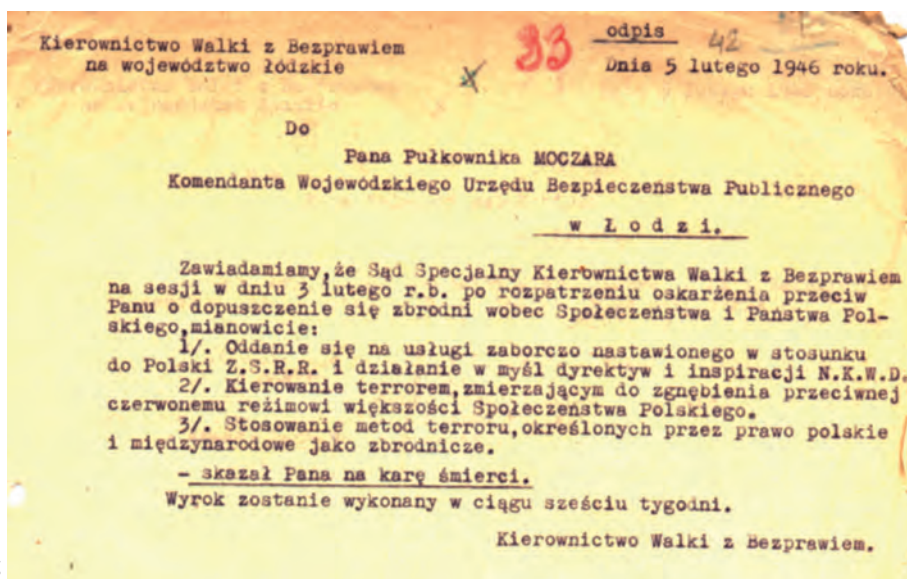 33
odpis
42
Kierownictwo Walki z Bezprawiem
na województwo łódzkie
Dnia 5 lutego 1946 roku.
Do
Pana Pułkownika MOCZARA
Komendanta Wojewódzkiego Urzędu Bezpieczeństwa Publicznego
w Łodzi.
Zawiadamiamy,że Sąd Specjalny Kierownictwa Walki z Bezprawiem
na sesji w dniu 3 lutego r.b. po rozpatrzeniu oskarżenia przeciw
Panu o dopuszczenie się zbrodni wobec Społeczeństwa i Państwa Pol-
skiego,mianowicie:
1/. Oddanie się na usługi zaborczo nastawionego w stosunku
do Polski Z.S.R.R. i działanie w myśl dyrektyw i inspiracji N.K.W.D.
2/. Kierowanie terrorem,zmierzającym do zgnębienia przeciwnej
czerwonemu reżimowi większości Społeczeństwa Polskiego.
3/. Stosowanie metod terroru,określonych przez prawo polskie
i międzynarodowe jako zbrodnicze.
- skazał Pana na karę śmierci.
Wyrok zostanie wykonany w ciągu sześciu tygodni.
Kierownictwo Walki z Bezprawiem.